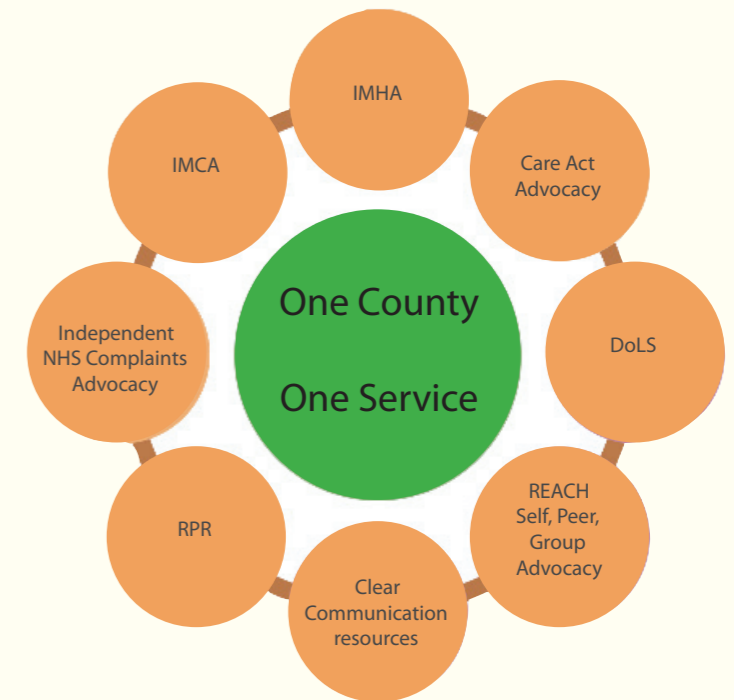 IMHA
Care Act
Advocacy
DoLS
REACH
Self, Peer,
Group
Advocacy
Clear
Communication
resources
RPR
Independent
NHS Complaints
Advocacy
IMCA
One County
One Service